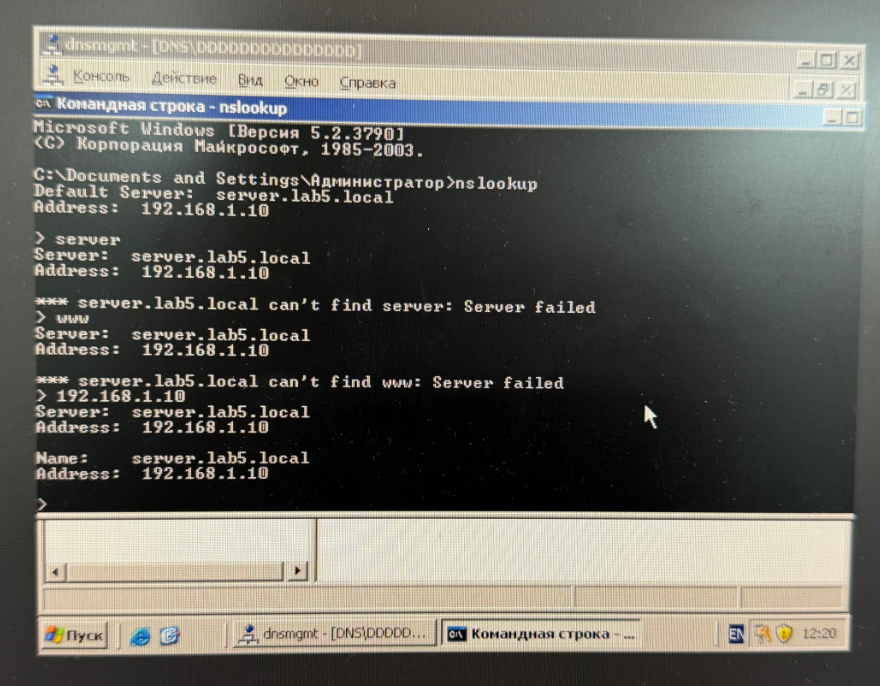 dnsmgmt - [DNS\DDDDDDDDDDDDDDD]
Консоль Действие Вид Окно Справка
Командная строка - nslookup
Microsoft Windows [Версия 5.2.3790]
(C) Корпорация Майкрософт, 1985-2003.
C:\Documents and Settings\Администратор>nslookup
Default Server: server.lab5.local
Address: 192.168.1.10
> server
Server: server.lab5.local
Address: 192.168.1.10
*** server.lab5.local can't find server: Server failed
> www
Server: server.lab5.local
Address: 192.168.1.10
*** server.lab5.local can't find www: Server failed
> 192.168.1.10
Server: server.lab5.local
Address: 192.168.1.10
Name: server.lab5.local
Address: 192.168.1.10
>
Пуск dnsmgmt - [DNS\DDDDD... Командная строка - ... EN 12:20